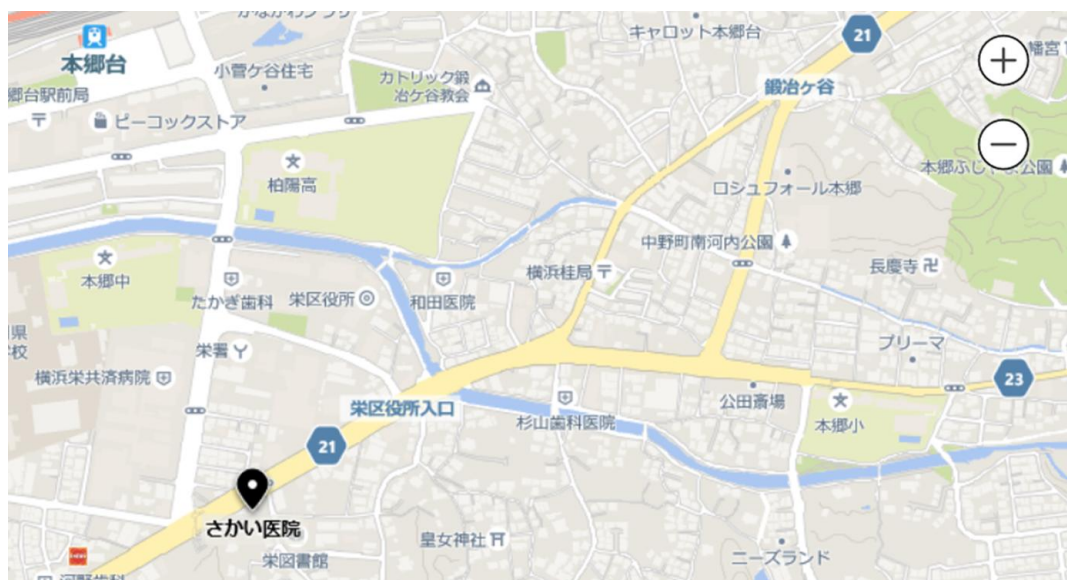 21
キャロット本郷台
本郷台
小菅ケ谷住宅
カトリック鍛
冶ケ谷教会
鍛冶ヶ谷
郷台駅前局
ピーコックストア
柏陽高
ロシュフォール本郷
中野町南河内公園
長慶寺
本郷中
たかぎ歯科
栄区役所
和田医院
横浜桂局
栄署
プリーマ
横浜栄共済病院
23
栄区役所入口
杉山歯科医院
公田斎場
本郷小
21
さかい医院
皇女神社
栄図書館
ニーズランド
河野歯科